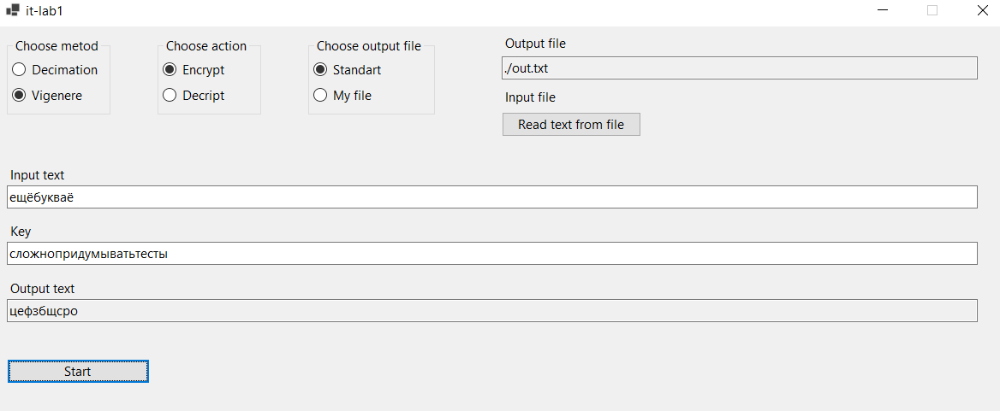 it-lab1
Choose metod
Decimation
Vigenere
Choose action
Encrypt
Decript
Choose output file
Standart
My file
Output file
./out.txt
Input file
Read text from file
Input text
ещёбукваё
Key
сложнопридумыватьтесты
Output text
цефзбщсро
Start